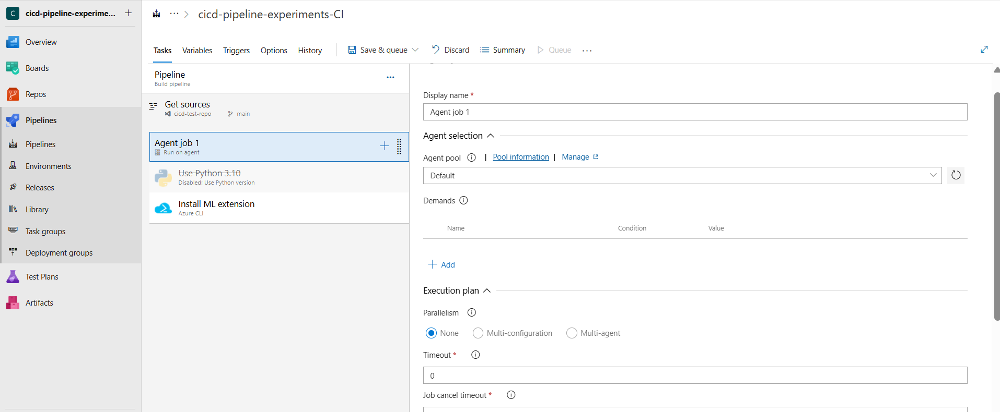 C cicd-pipeline-experime... +
Overview
Boards
Repos
Pipelines
Pipelines
Environments
Releases
Library
Task groups
Deployment groups
Test Plans
Artifacts
... > cicd-pipeline-experiments-CI
Tasks Variables Triggers Options History Save & queue Discard Summary Queue ...
Pipeline
Build pipeline
Get sources
cicd-test-repo main
Agent job 1
Run on agent
Use Python 3.10
Disabled: Use Python version
Install ML extension
Azure CLI
Display name *
Agent job 1
Agent selection
Agent pool | Pool information | Manage
Default
Demands
Name Condition Value
+ Add
Execution plan
Parallelism
None Multi-configuration Multi-agent
Timeout *
0
Job cancel timeout *